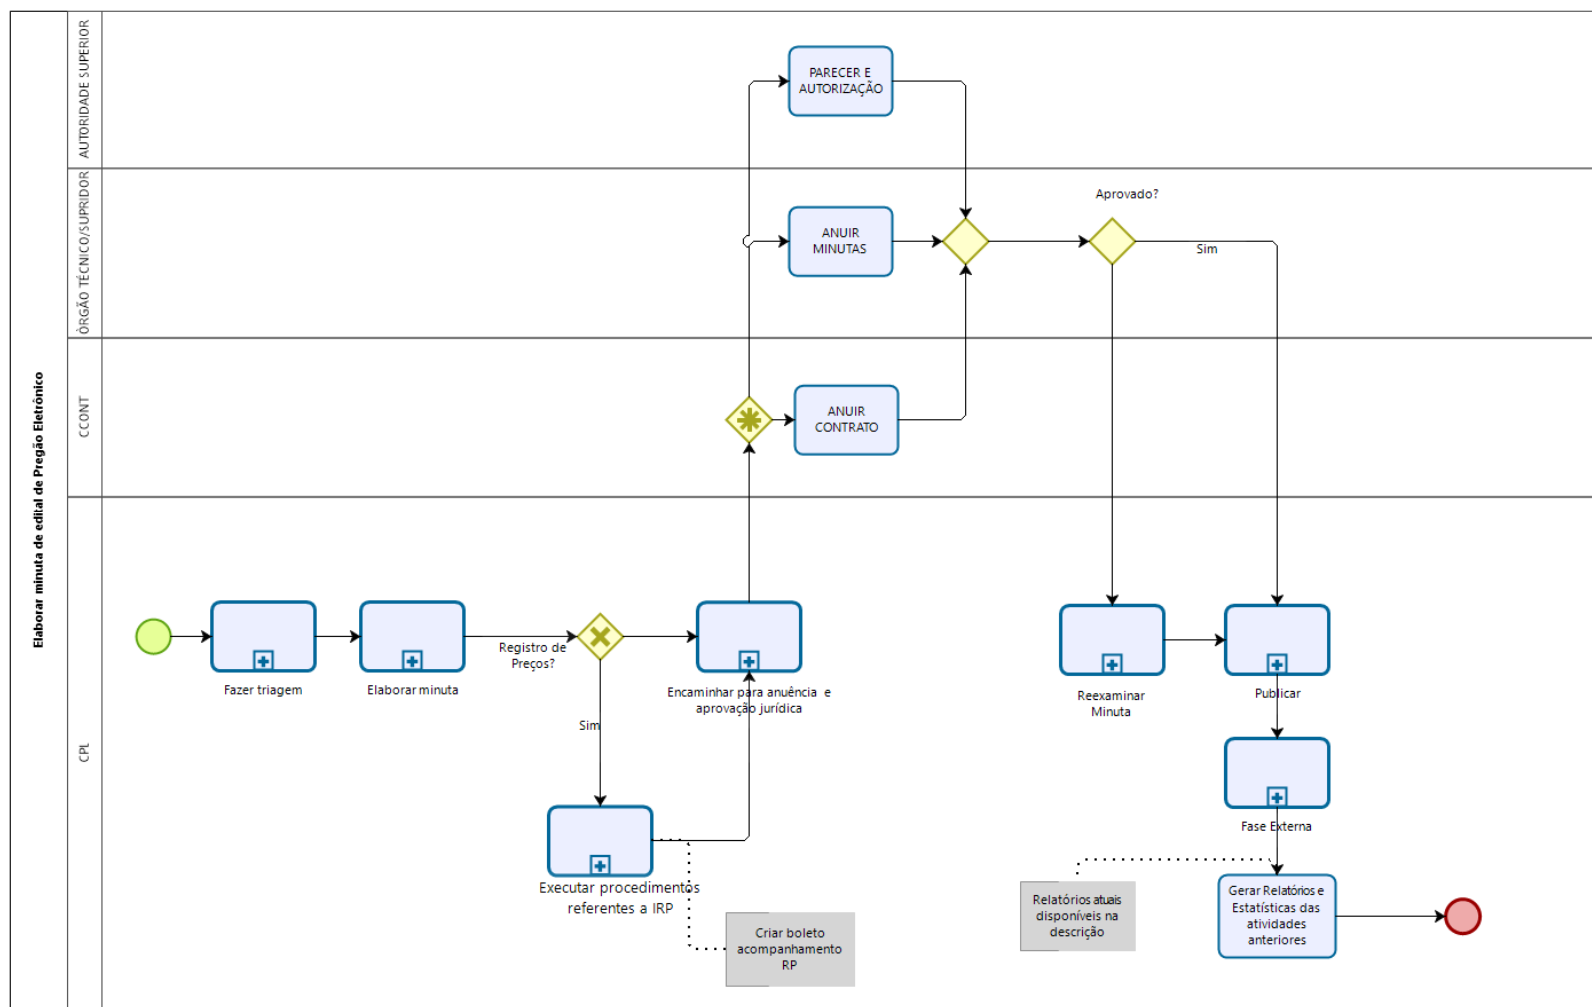 Elaborar minuta de edital de Pregão Eletrônico
AUTORIDADE SUPERIOR
PARECER E
AUTORIZAÇÃO
ÒRGÃO TÉCNICO/SUPRIDOR
ANUIR
MINUTAS
Aprovado?
Sim
CCONT
ANUIR
CONTRATO
CPL
Fazer triagem
Elaborar minuta
Registro de
Preços?
Sim
Encaminhar para anuência e
aprovação jurídica
Executar procedimentos
referentes a IRP
Criar boleto
acompanhamento
RP
Reexaminar
Minuta
Publicar
Fase Externa
Relatórios atuais
disponíveis na
descrição
Gerar Relatórios e
Estatísticas das
atividades
anteriores